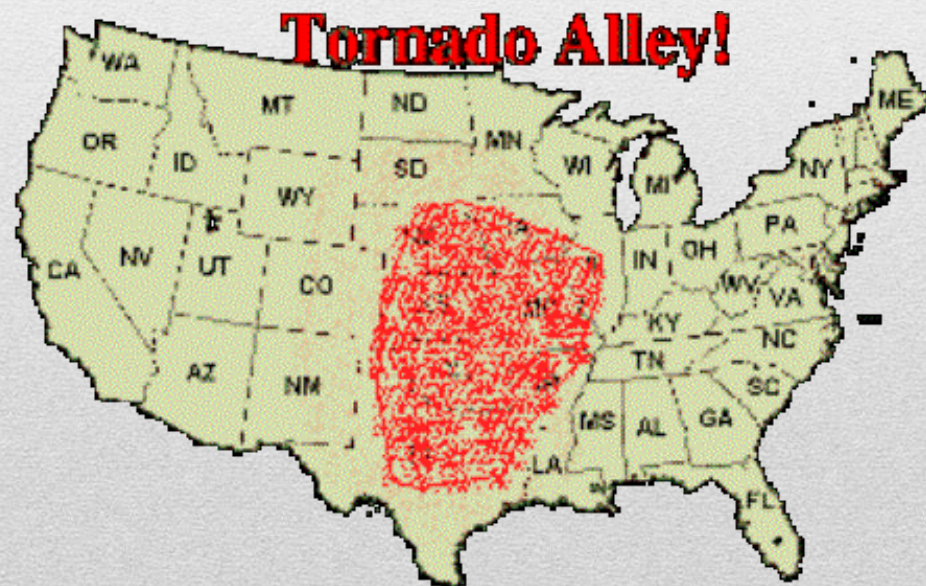 Tornado Alley!
WA
MT
ND
ME
OR
MN
ID
SD
WI
NY
WY
MI
PA
NV
IN
OH
CA
UT
CO
WV
VA
KY
NC
TN
AZ
NM
SC
MS
AL
GA
LA
FL